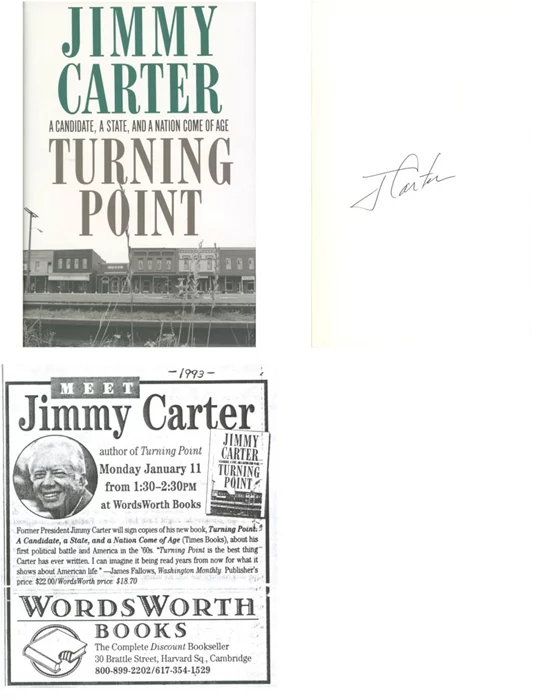 JIMMY
CARTER
A CANDIDATE, A STATE, AND A NATION COME OF AGE
TURNING
POINT
J Carter
-1993-
MEET
Jimmy Carter
author of Turning Point
Monday January 11
from 1:30–2:30PM
at WordsWorth Books
JIMMY
CARTER
TURNING
POINT
Former President Jimmy Carter will sign copies of his new book, Turning Point:
A Candidate, a State, and a Nation Come of Age (Times Books), about his
first political battle and America in the '60s. "Turning Point is the best thing
Carter has ever written. I can imagine it being read years from now for what it
shows about American life." —James Fallows, Washington Monthly Publisher's
price: $22.00/WordsWorth price: $18.70
WORDSWORTH
BOOKS
The Complete Discount Bookseller
30 Brattle Street, Harvard Sq., Cambridge
800-899-2202/617-354-1529